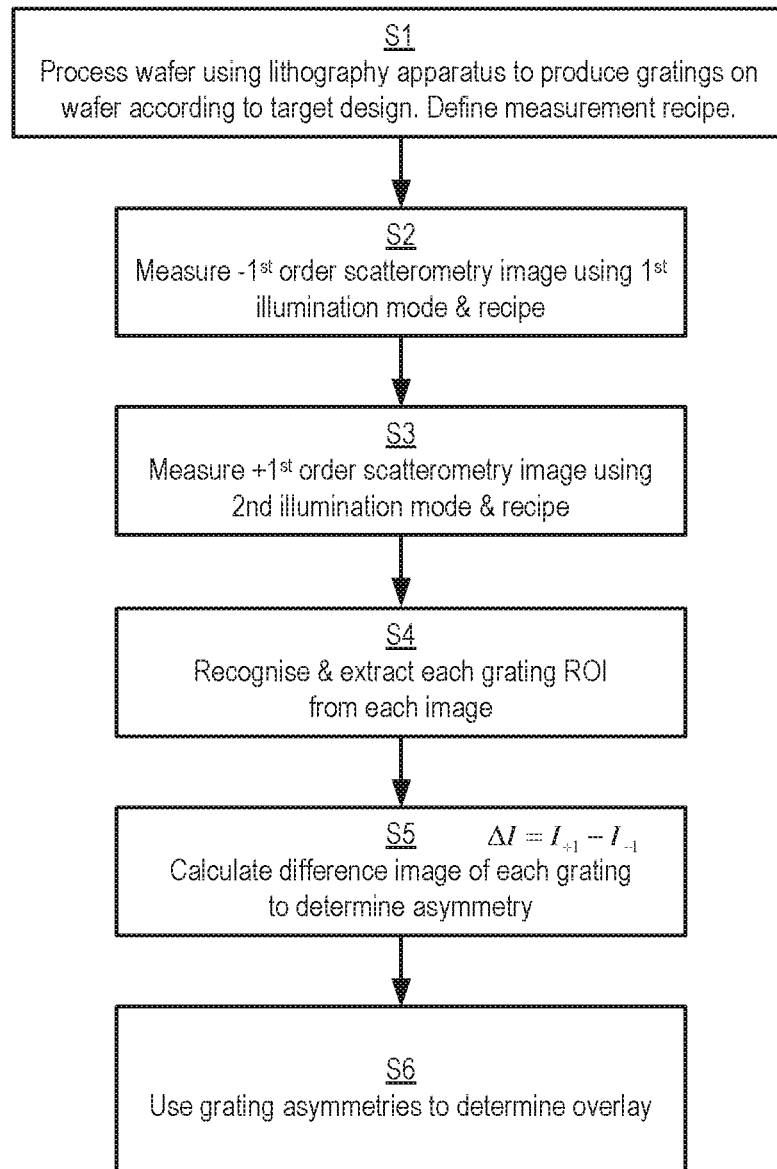 S1
Process wafer using lithography apparatus to produce gratings on
wafer according to target design. Define measurement recipe.
S2
Measure -1st order scatterometry image using 1st
illumination mode & recipe
S3
Measure +1st order scatterometry image using
2nd illumination mode & recipe
S4
Recognise & extract each grating ROI
from each image
S5 ΔI = I₊₁ − I₋₁
Calculate difference image of each grating
to determine asymmetry
S6
Use grating asymmetries to determine overlay